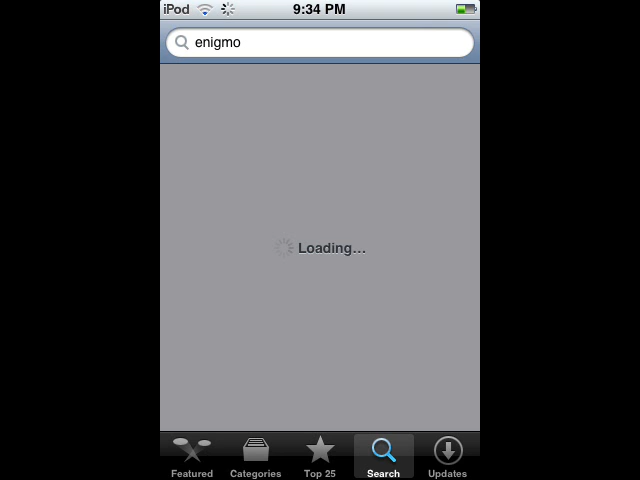 iPod 9:34 PM
enigmo
Loading...
Featured Categories Top 25 Search Updates